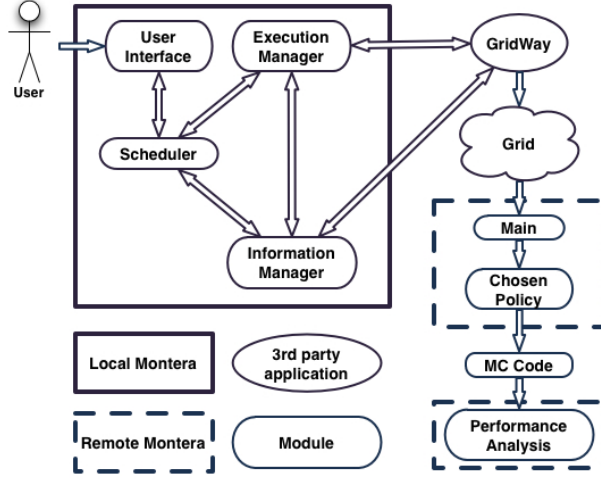 User
User
Interface
Execution
Manager
GridWay
Scheduler
Grid
Information
Manager
Main
Chosen
Policy
MC Code
Performance
Analysis
Local Montera
3rd party
application
Remote Montera
Module